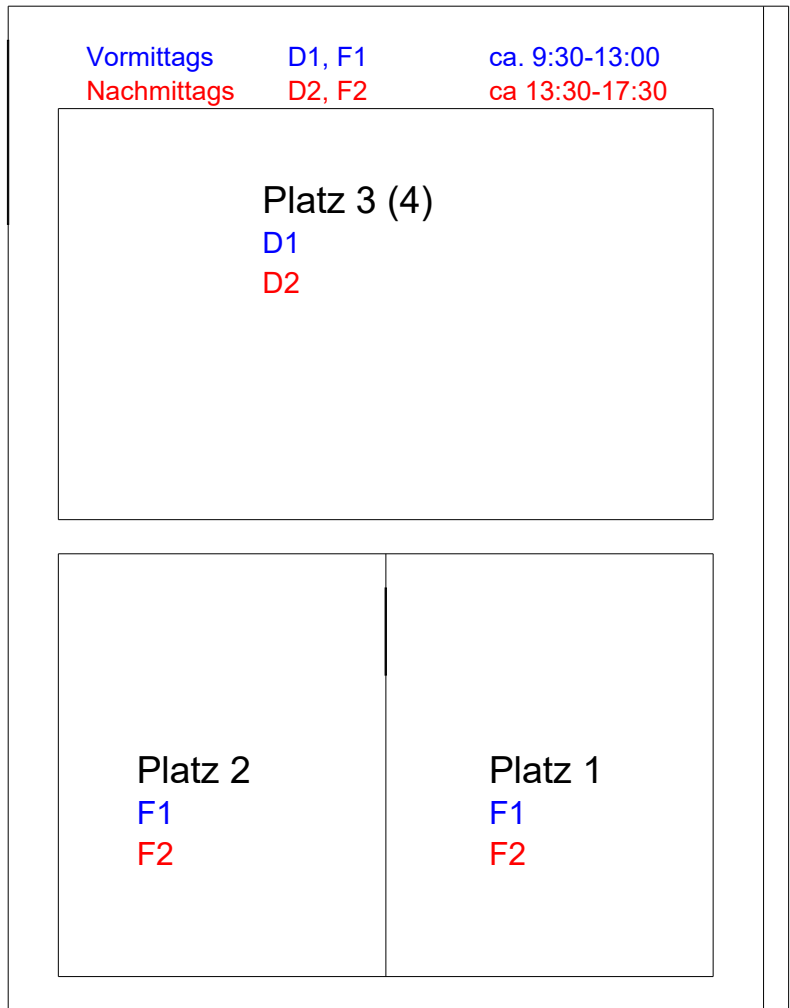 Vormittags D1, F1 ca. 9:30-13:00
Nachmittags D2, F2 ca 13:30-17:30
Platz 3 (4)
D1
D2
Platz 2
F1
F2
Platz 1
F1
F2